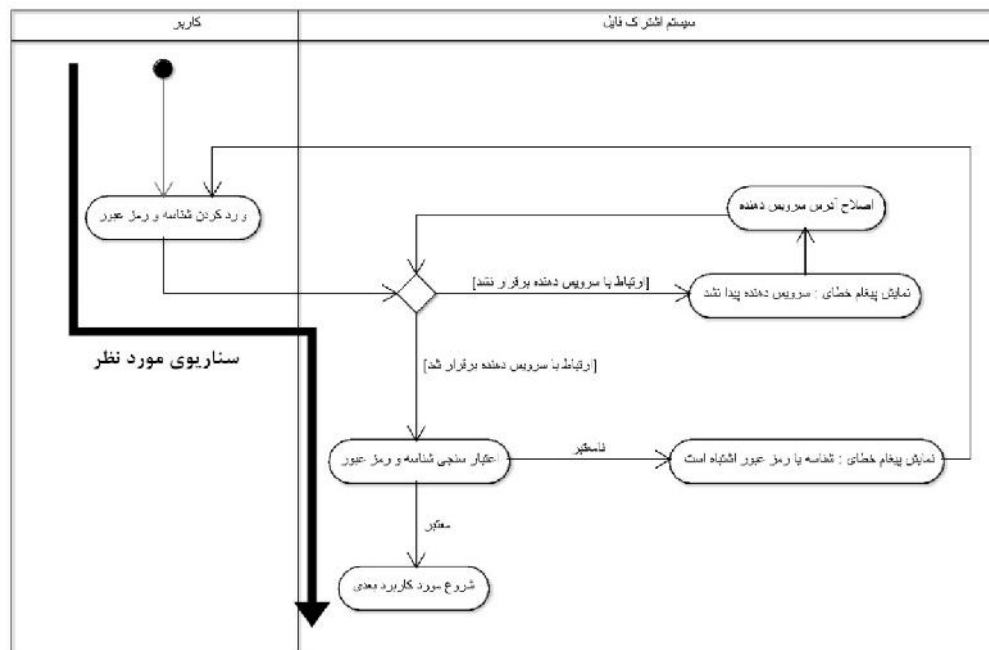 کاربر
سیستم اشتراک فایل
وارد کردن شناسه و رمز عبور
اصلاح آدرس سرویس دهنده
[ارتباط با سرویس دهنده برقرار نشد]
نمایش پیغام خطای : سرویس دهنده پیدا نشد
سناریوی مورد نظر
[ارتباط با سرویس دهنده برقرار شد]
اعتبار سنجی شناسه و رمز عبور
نامعتبر
نمایش پیغام خطای : شناسه یا رمز عبور اشتباه است
معتبر
شروع مورد کاربرد بعدی